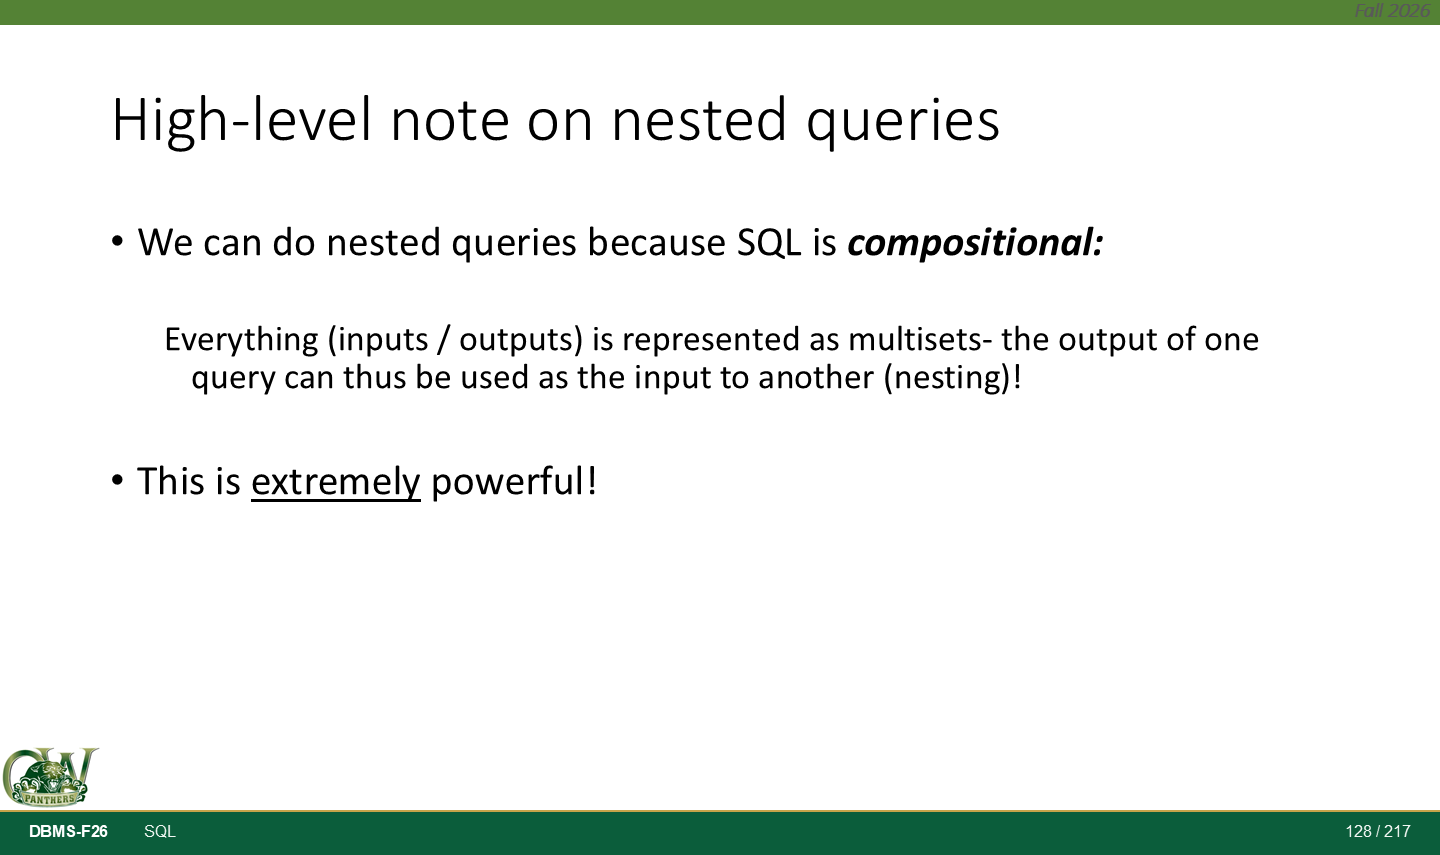 Fall 2026
High-level note on nested queries
• We can do nested queries because SQL is compositional:
Everything (inputs / outputs) is represented as multisets- the output of one
query can thus be used as the input to another (nesting)!
• This is extremely powerful!
OW
PANTHERS
DBMS-F26 SQL 128 / 217